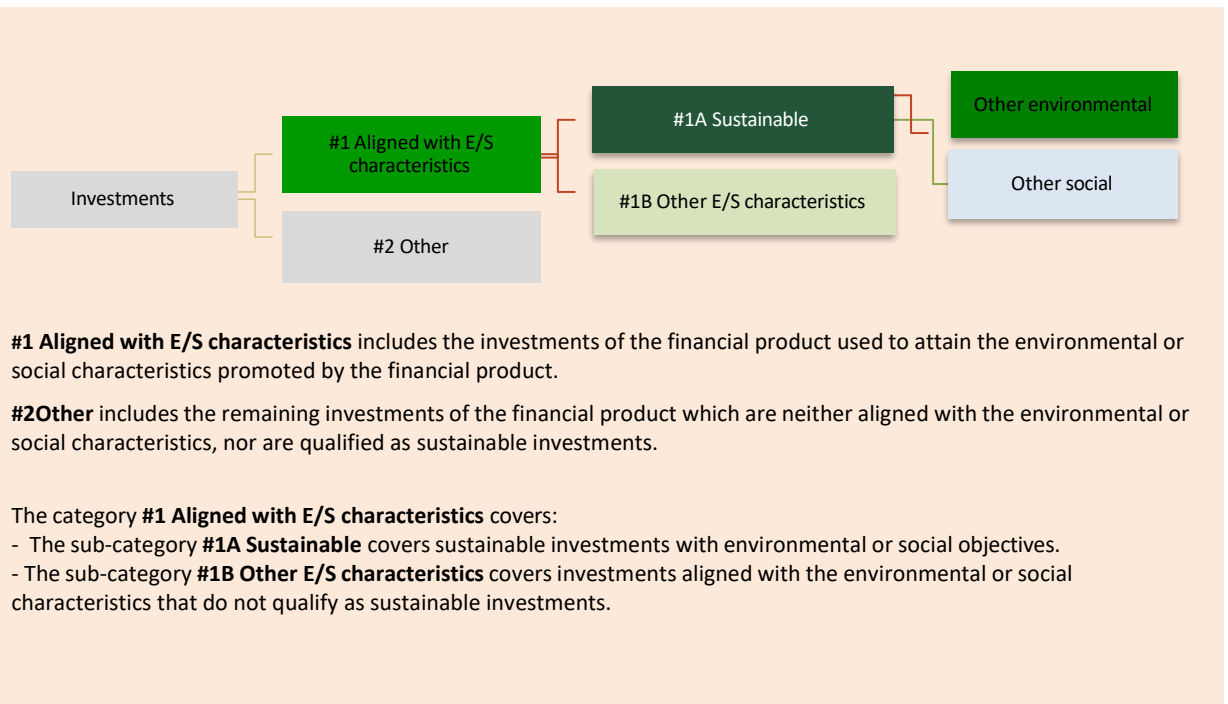 Investments
#1 Aligned with E/S
characteristics
#2 Other
#1A Sustainable
#1B Other E/S characteristics
Other environmental
Other social
#1 Aligned with E/S characteristics includes the investments of the financial product used to attain the environmental or
social characteristics promoted by the financial product.
#2Other includes the remaining investments of the financial product which are neither aligned with the environmental or
social characteristics, nor are qualified as sustainable investments.
The category #1 Aligned with E/S characteristics covers:
- The sub-category #1A Sustainable covers sustainable investments with environmental or social objectives.
- The sub-category #1B Other E/S characteristics covers investments aligned with the environmental or social
characteristics that do not qualify as sustainable investments.